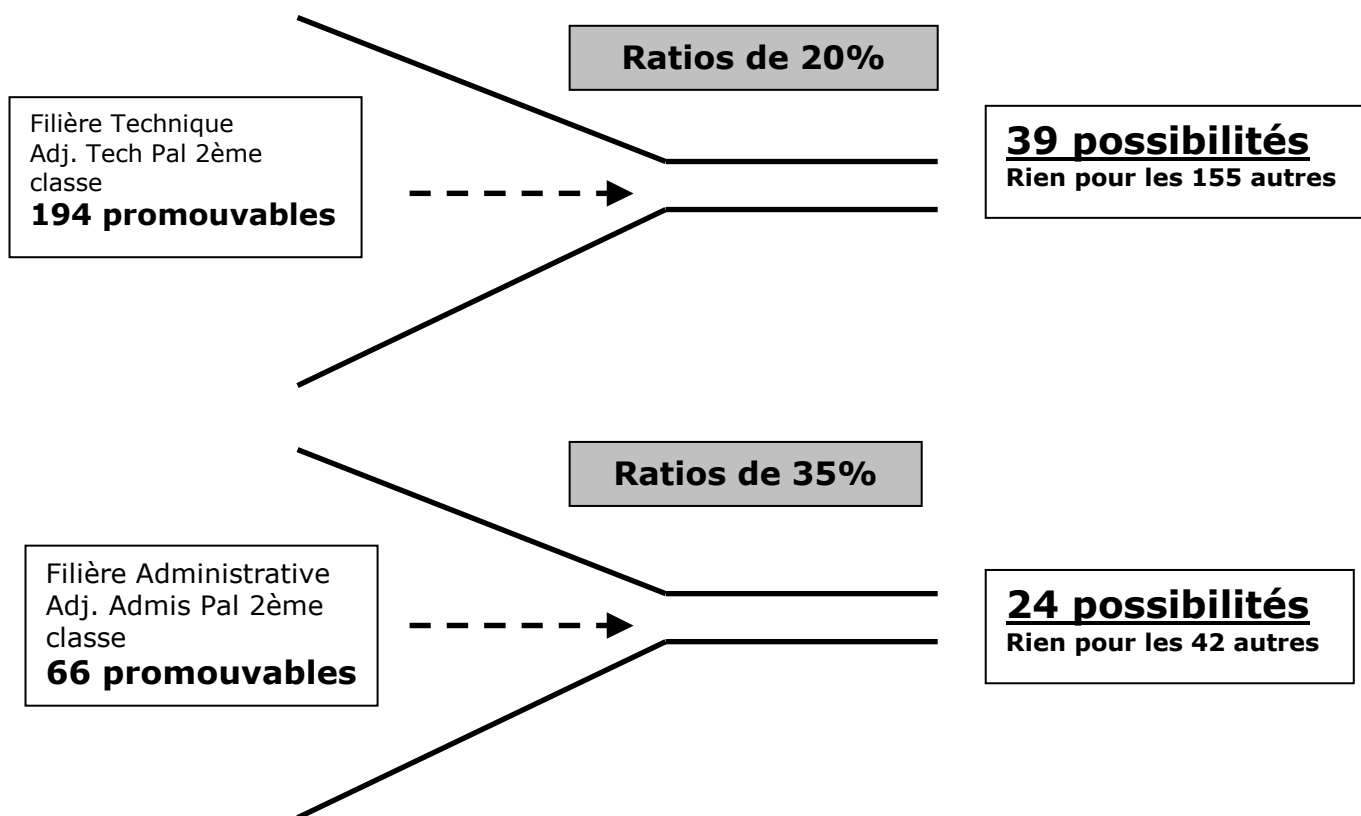 Ratios de 20%
Filière Technique
Adj. Tech Pal 2ème
classe
194 promouvables
39 possibilités
Rien pour les 155 autres
Ratios de 35%
Filière Administrative
Adj. Admis Pal 2ème
classe
66 promouvables
24 possibilités
Rien pour les 42 autres